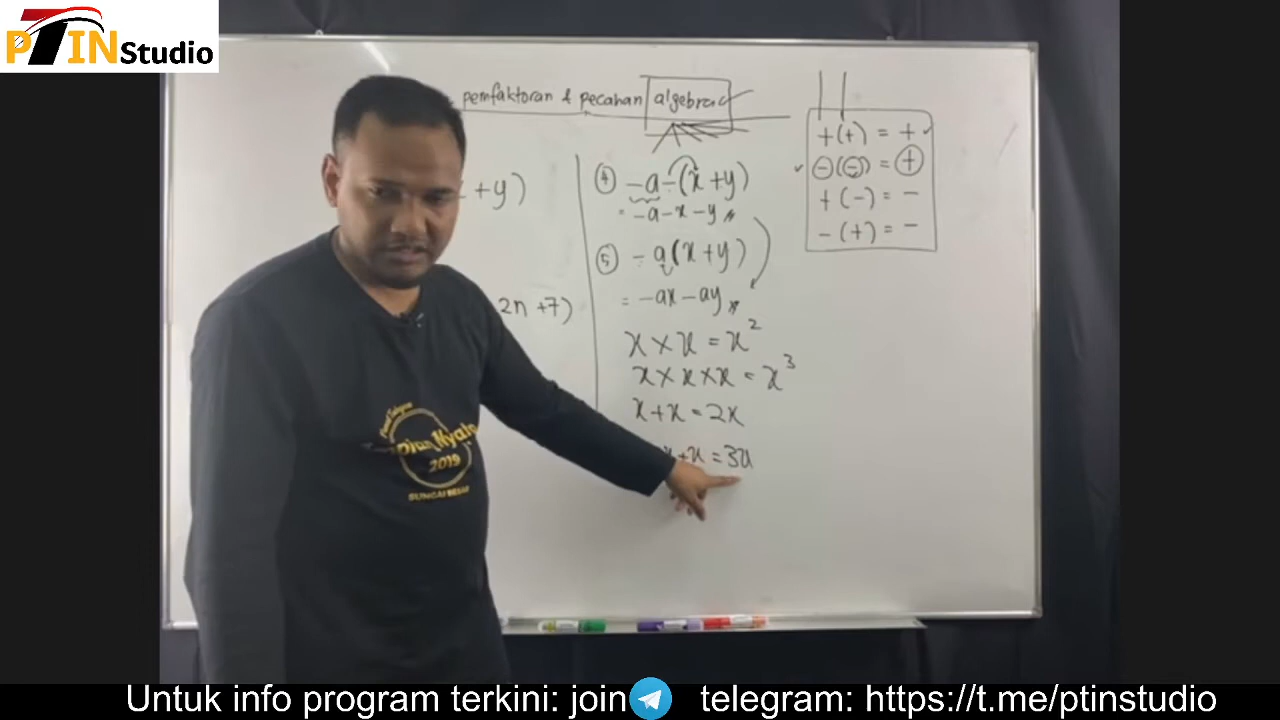 PTIN Studio
pemfaktoran & pecahan algebra
+y)
2n +7)
④ -a-(x+y)
= -a-x-y
⑤ -a(x+y)
= -ax-ay
x × x = x²
x × x × x = x³
x+x = 2x
+x = 3x
+(+) = +
-(-) = +
+(-) = -
-(+) = -
2019
Untuk info program terkini: join telegram: https://t.me/ptinstudio